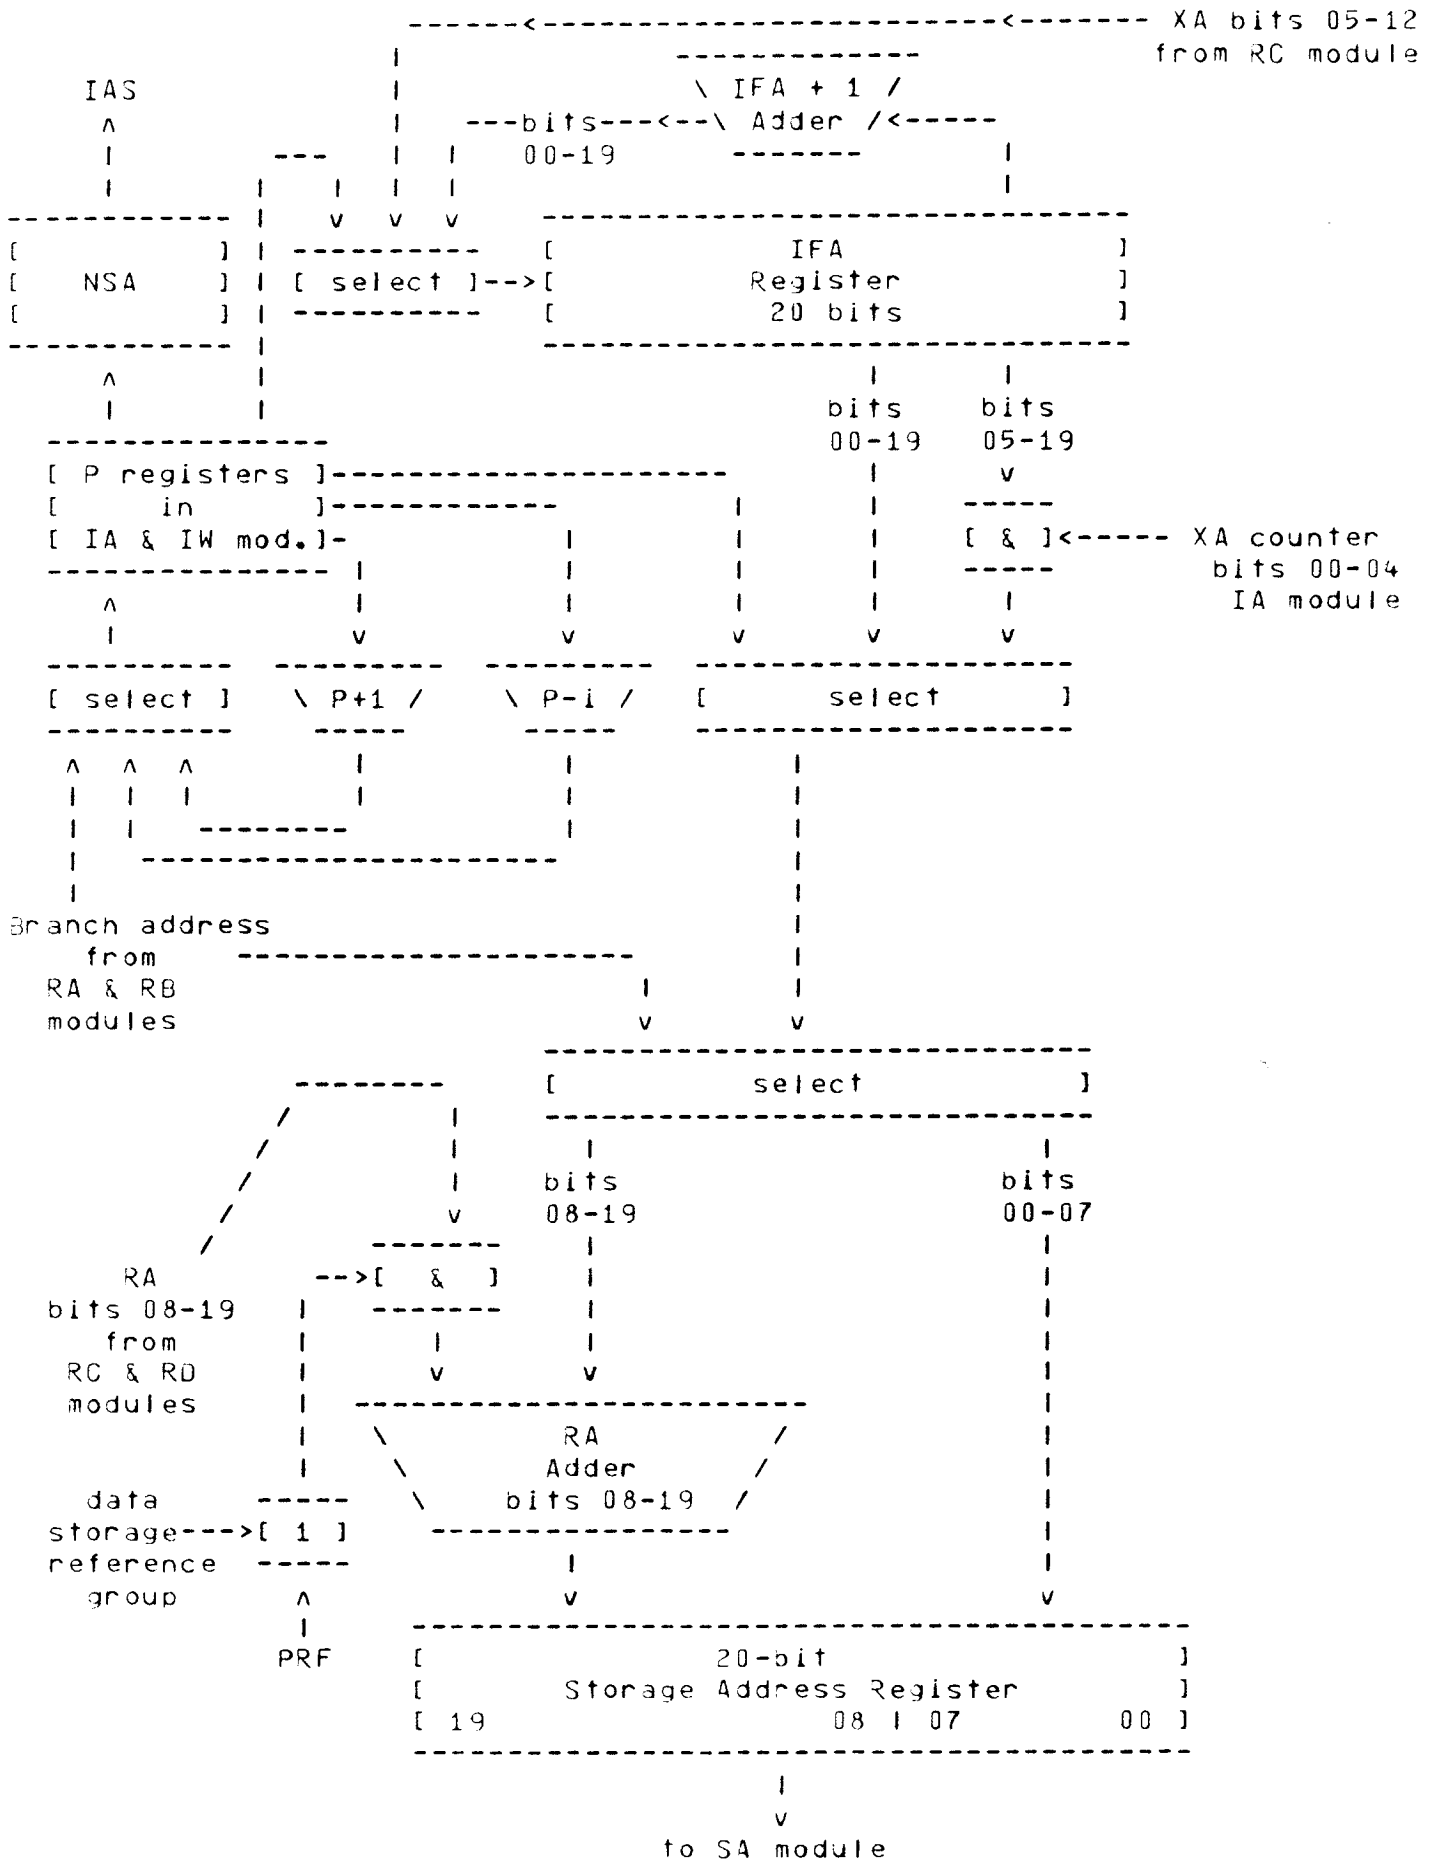 XA bits 05-12
from RC module
IAS
IFA + 1
Adder
bits
00-19
NSA
select
IFA
Register
20 bits
bits
00-19
bits
05-19
P registers
in
IA & IW mod.
&
XA counter
bits 00-04
IA module
select
P+1
P-i
select
Branch address
from
RA & RB
modules
select
bits
08-19
bits
00-07
RA
bits 08-19
from
RC & RD
modules
&
RA
Adder
bits 08-19
data
storage
reference
group
1
PRF
20-bit
Storage Address Register
19 08 | 07 00
to SA module